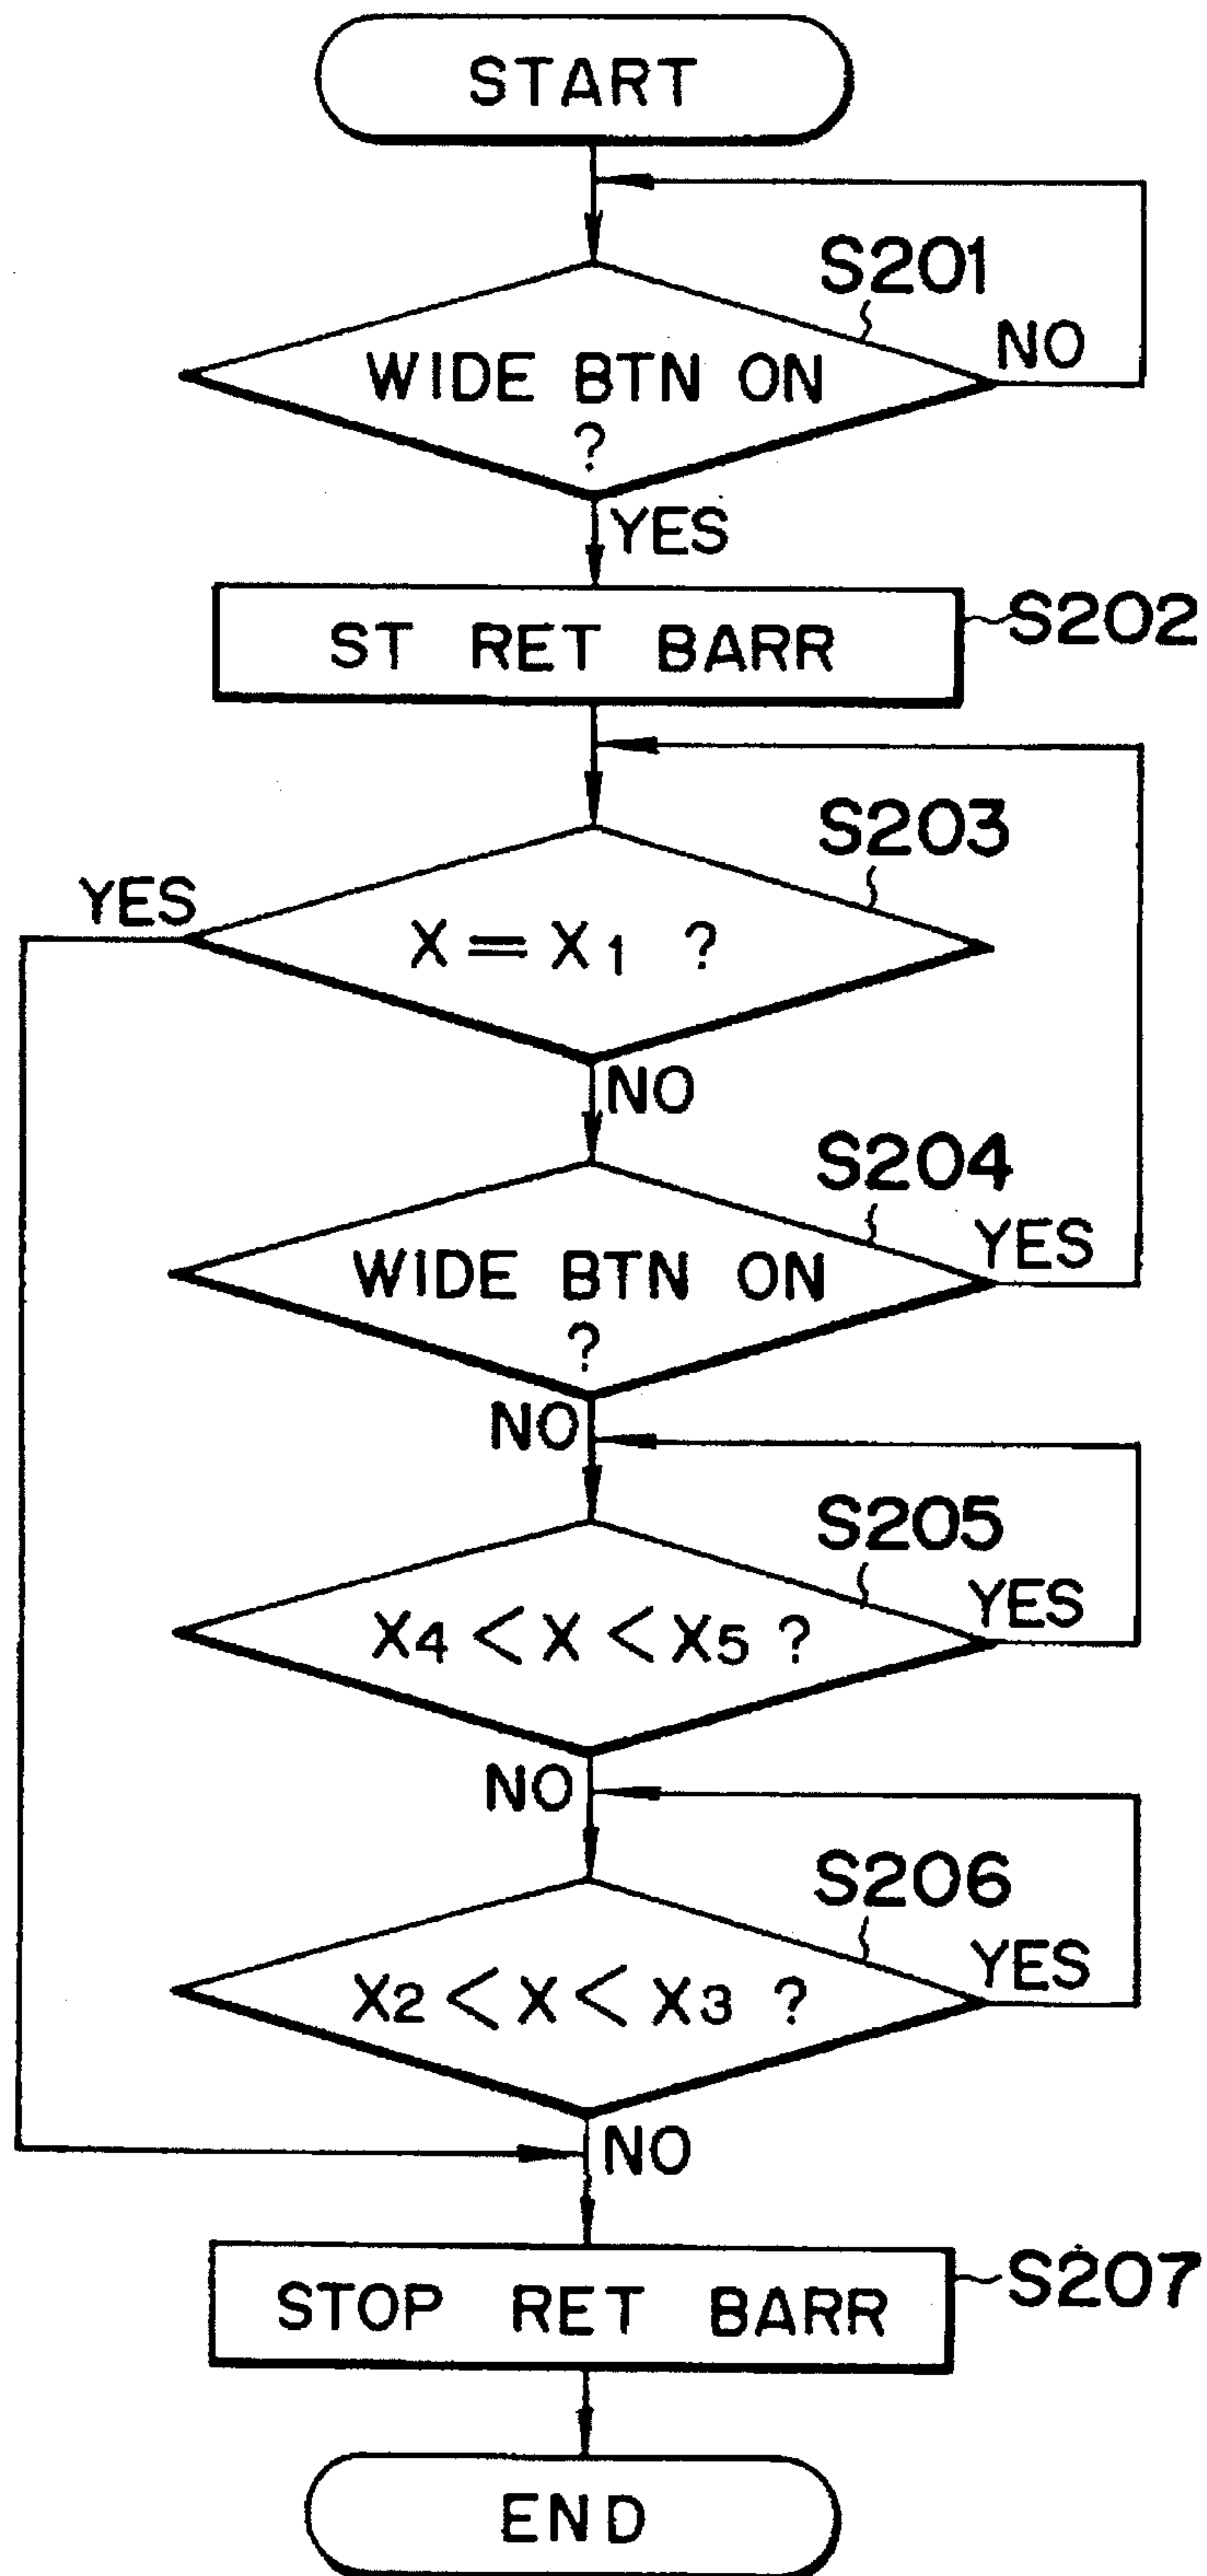 START
S201
WIDE BTN ON
?
NO
YES
ST RET BARR
S202
S203
YES
X = X1 ?
NO
S204
WIDE BTN ON
?
YES
NO
S205
X4 < X < X5 ?
YES
NO
S206
X2 < X < X3 ?
YES
NO
STOP RET BARR
S207
END